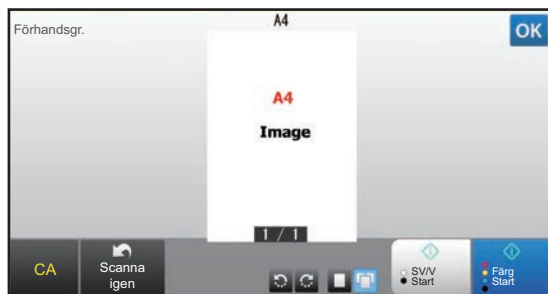 A4
Förhandsgr.
OK
A4
Image
1 / 1
CA
Scanna
igen
SV/V
Start
Färg
Start